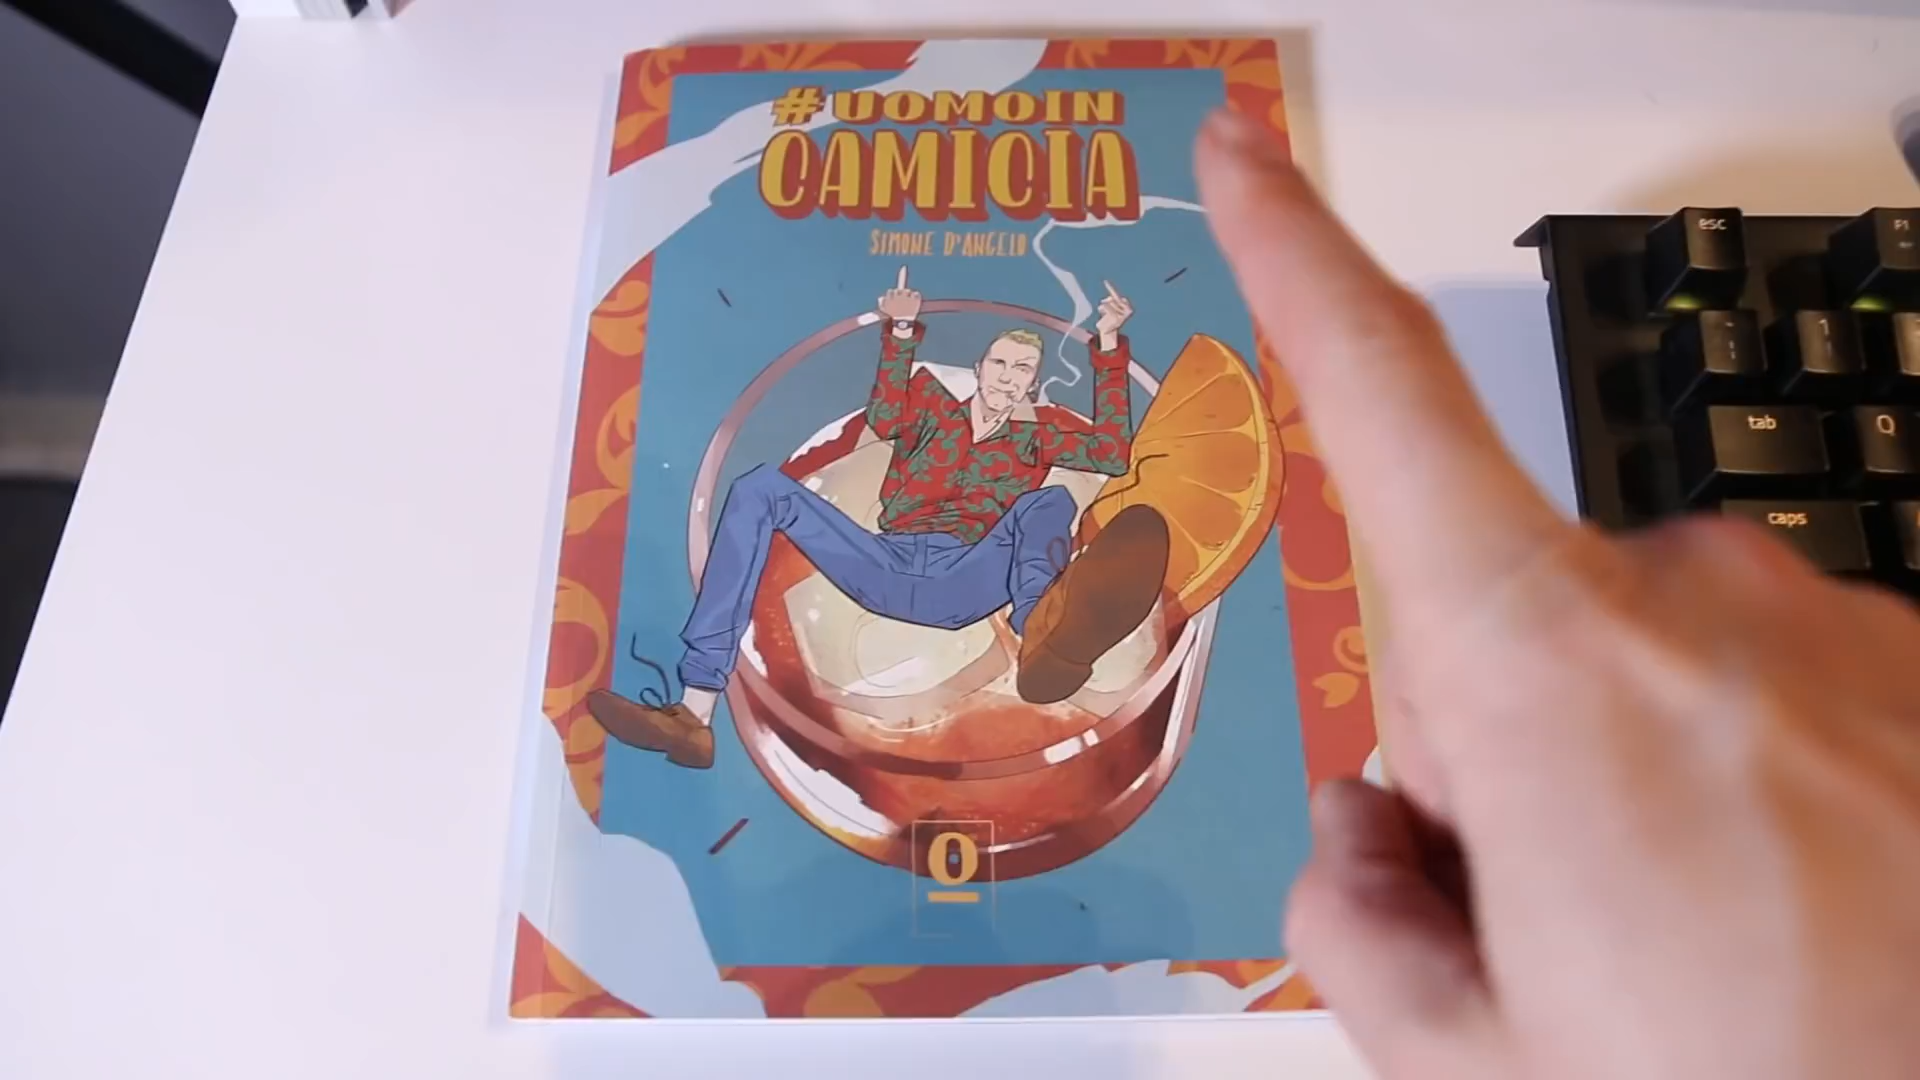 #UOMOIN
CAMICIA
SIMONE D'ANGELO
O
esc
F1
1
tab
Q
caps